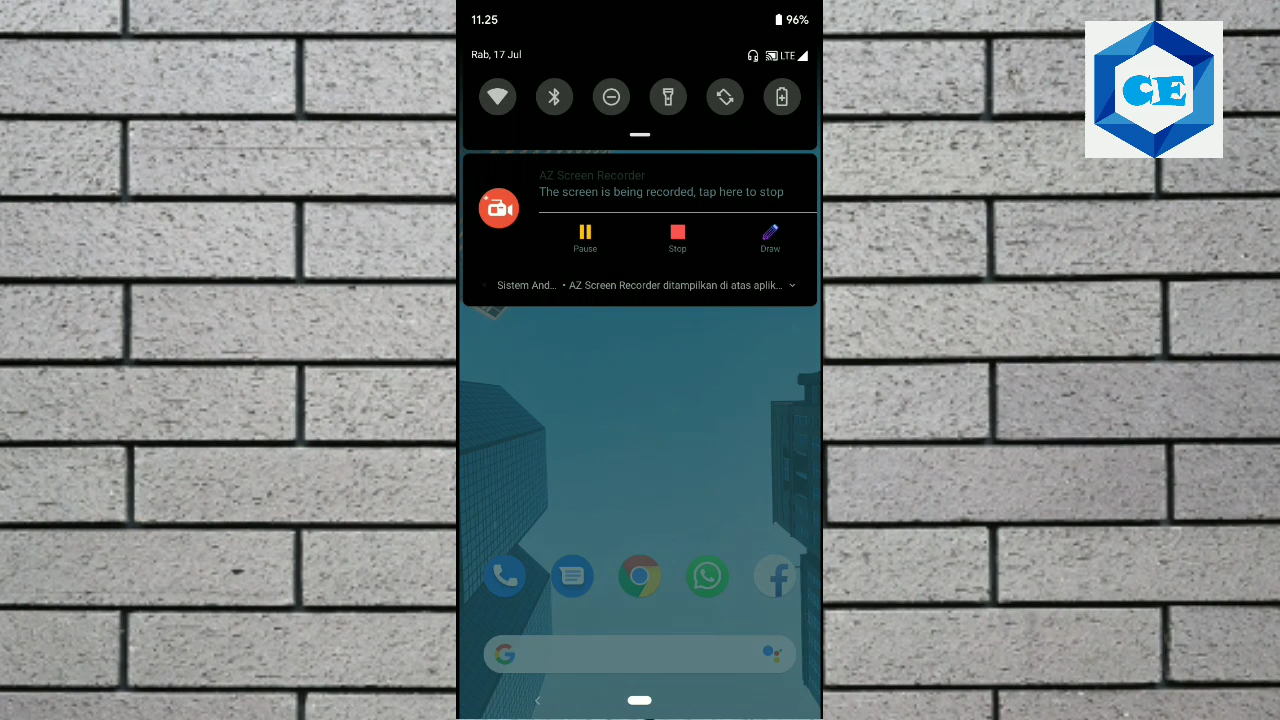 11.25
96%
Rab, 17 Jul
LTE
CE
AZ Screen Recorder
The screen is being recorded, tap here to stop
Pause
Stop
Draw
Sistem And... • AZ Screen Recorder ditampilkan di atas aplik...